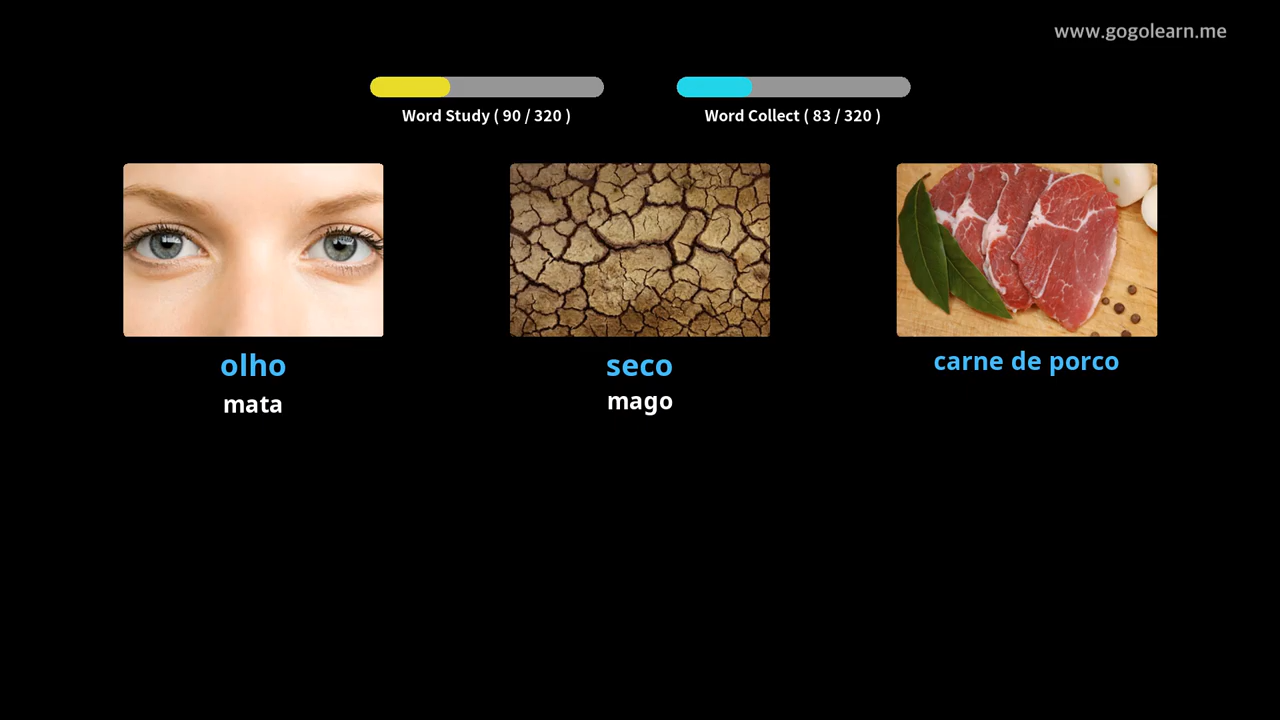 www.gogolearn.me
Word Study ( 90 / 320 )
Word Collect ( 83 / 320 )
olho
mata
seco
mago
carne de porco